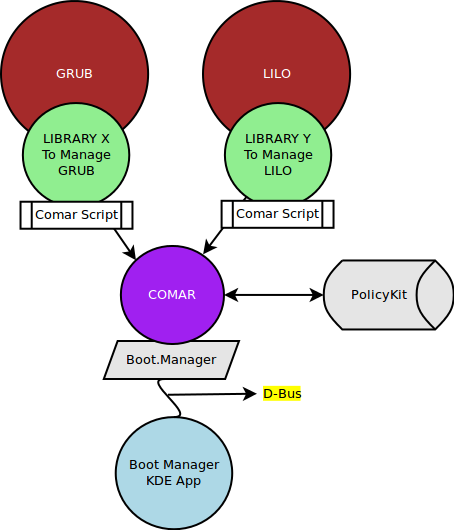 GRUB
LILO
LIBRARY X
To Manage
GRUB
LIBRARY Y
To Manage
LILO
Comar Script
Comar Script
COMAR
PolicyKit
Boot.Manager
D-Bus
Boot Manager
KDE App